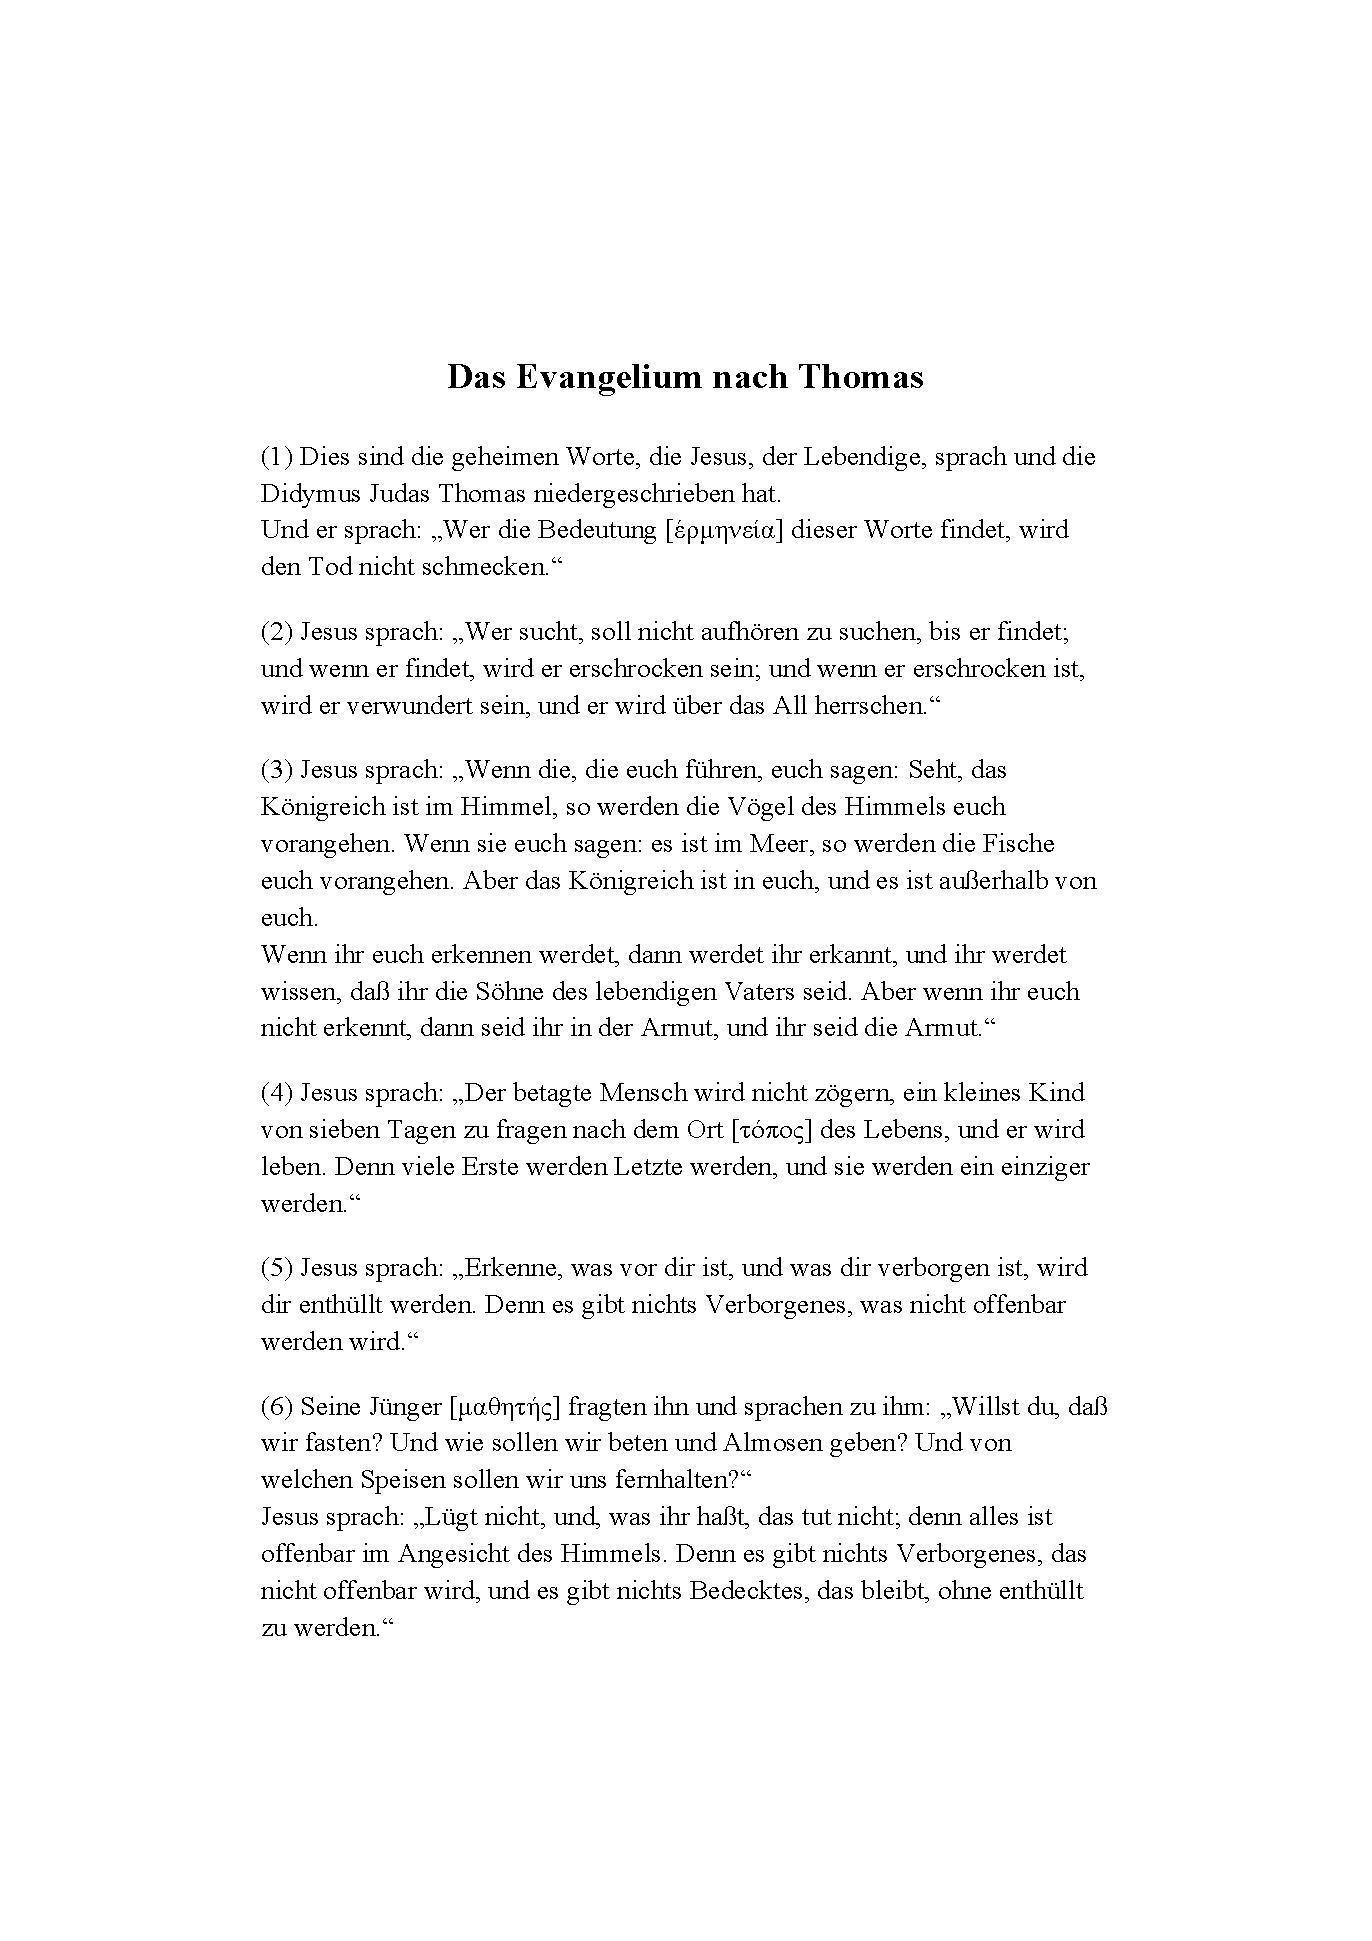 Das Evangelium nach Thomas
(1) Dies sind die geheimen Worte, die Jesus, der Lebendige, sprach und die
Didymus Judas Thomas niedergeschrieben hat.
Und er sprach: „Wer die Bedeutung [έρμηνεία] dieser Worte findet, wird
den Tod nicht schmecken.“
(2) Jesus sprach: „Wer sucht, soll nicht aufhören zu suchen, bis er findet;
und wenn er findet, wird er erschrocken sein; und wenn er erschrocken ist,
wird er verwundert sein, und er wird über das All herrschen.“
(3) Jesus sprach: „Wenn die, die euch führen, euch sagen: Seht, das
Königreich ist im Himmel, so werden die Vögel des Himmels euch
vorangehen. Wenn sie euch sagen: es ist im Meer, so werden die Fische
euch vorangehen. Aber das Königreich ist in euch, und es ist außerhalb von
euch.
Wenn ihr euch erkennen werdet, dann werdet ihr erkannt, und ihr werdet
wissen, daß ihr die Söhne des lebendigen Vaters seid. Aber wenn ihr euch
nicht erkennt, dann seid ihr in der Armut, und ihr seid die Armut.“
(4) Jesus sprach: „Der betagte Mensch wird nicht zögern, ein kleines Kind
von sieben Tagen zu fragen nach dem Ort [τόπος] des Lebens, und er wird
leben. Denn viele Erste werden Letzte werden, und sie werden ein einziger
werden.“
(5) Jesus sprach: „Erkenne, was vor dir ist, und was dir verborgen ist, wird
dir enthüllt werden. Denn es gibt nichts Verborgenes, was nicht offenbar
werden wird.“
(6) Seine Jünger [μαθητής] fragten ihn und sprachen zu ihm: „Willst du, daß
wir fasten? Und wie sollen wir beten und Almosen geben? Und von
welchen Speisen sollen wir uns fernhalten?“
Jesus sprach: „Lügt nicht, und, was ihr haßt, das tut nicht; denn alles ist
offenbar im Angesicht des Himmels. Denn es gibt nichts Verborgenes, das
nicht offenbar wird, und es gibt nichts Bedecktes, das bleibt, ohne enthüllt
zu werden.“